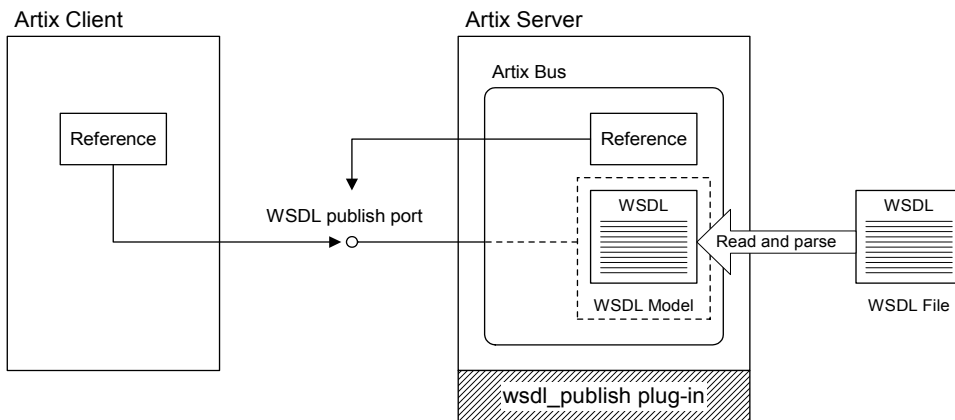 Artix Client
Artix Server
Artix Bus
Reference
Reference
WSDL publish port
WSDL
Read and parse
WSDL
WSDL Model
WSDL File
wsdl_publish plug-in